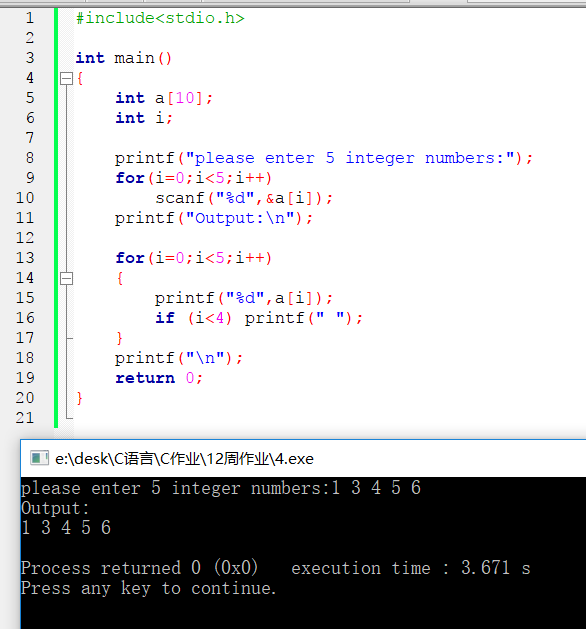 1 #include<stdio.h>
2
3 int main()
4 {
5 int a[10];
6 int i;
7
8 printf("please enter 5 integer numbers:");
9 for(i=0;i<5;i++)
10 scanf("%d",&a[i]);
11 printf("Output:\n");
12
13 for(i=0;i<5;i++)
14 {
15 printf("%d",a[i]);
16 if (i<4) printf(" ");
17 }
18 printf("\n");
19 return 0;
20 }
21
e:\desk\C语言\C作业\12周作业\4.exe
please enter 5 integer numbers:1 3 4 5 6
Output:
1 3 4 5 6
Process returned 0 (0x0) execution time : 3.671 s
Press any key to continue.